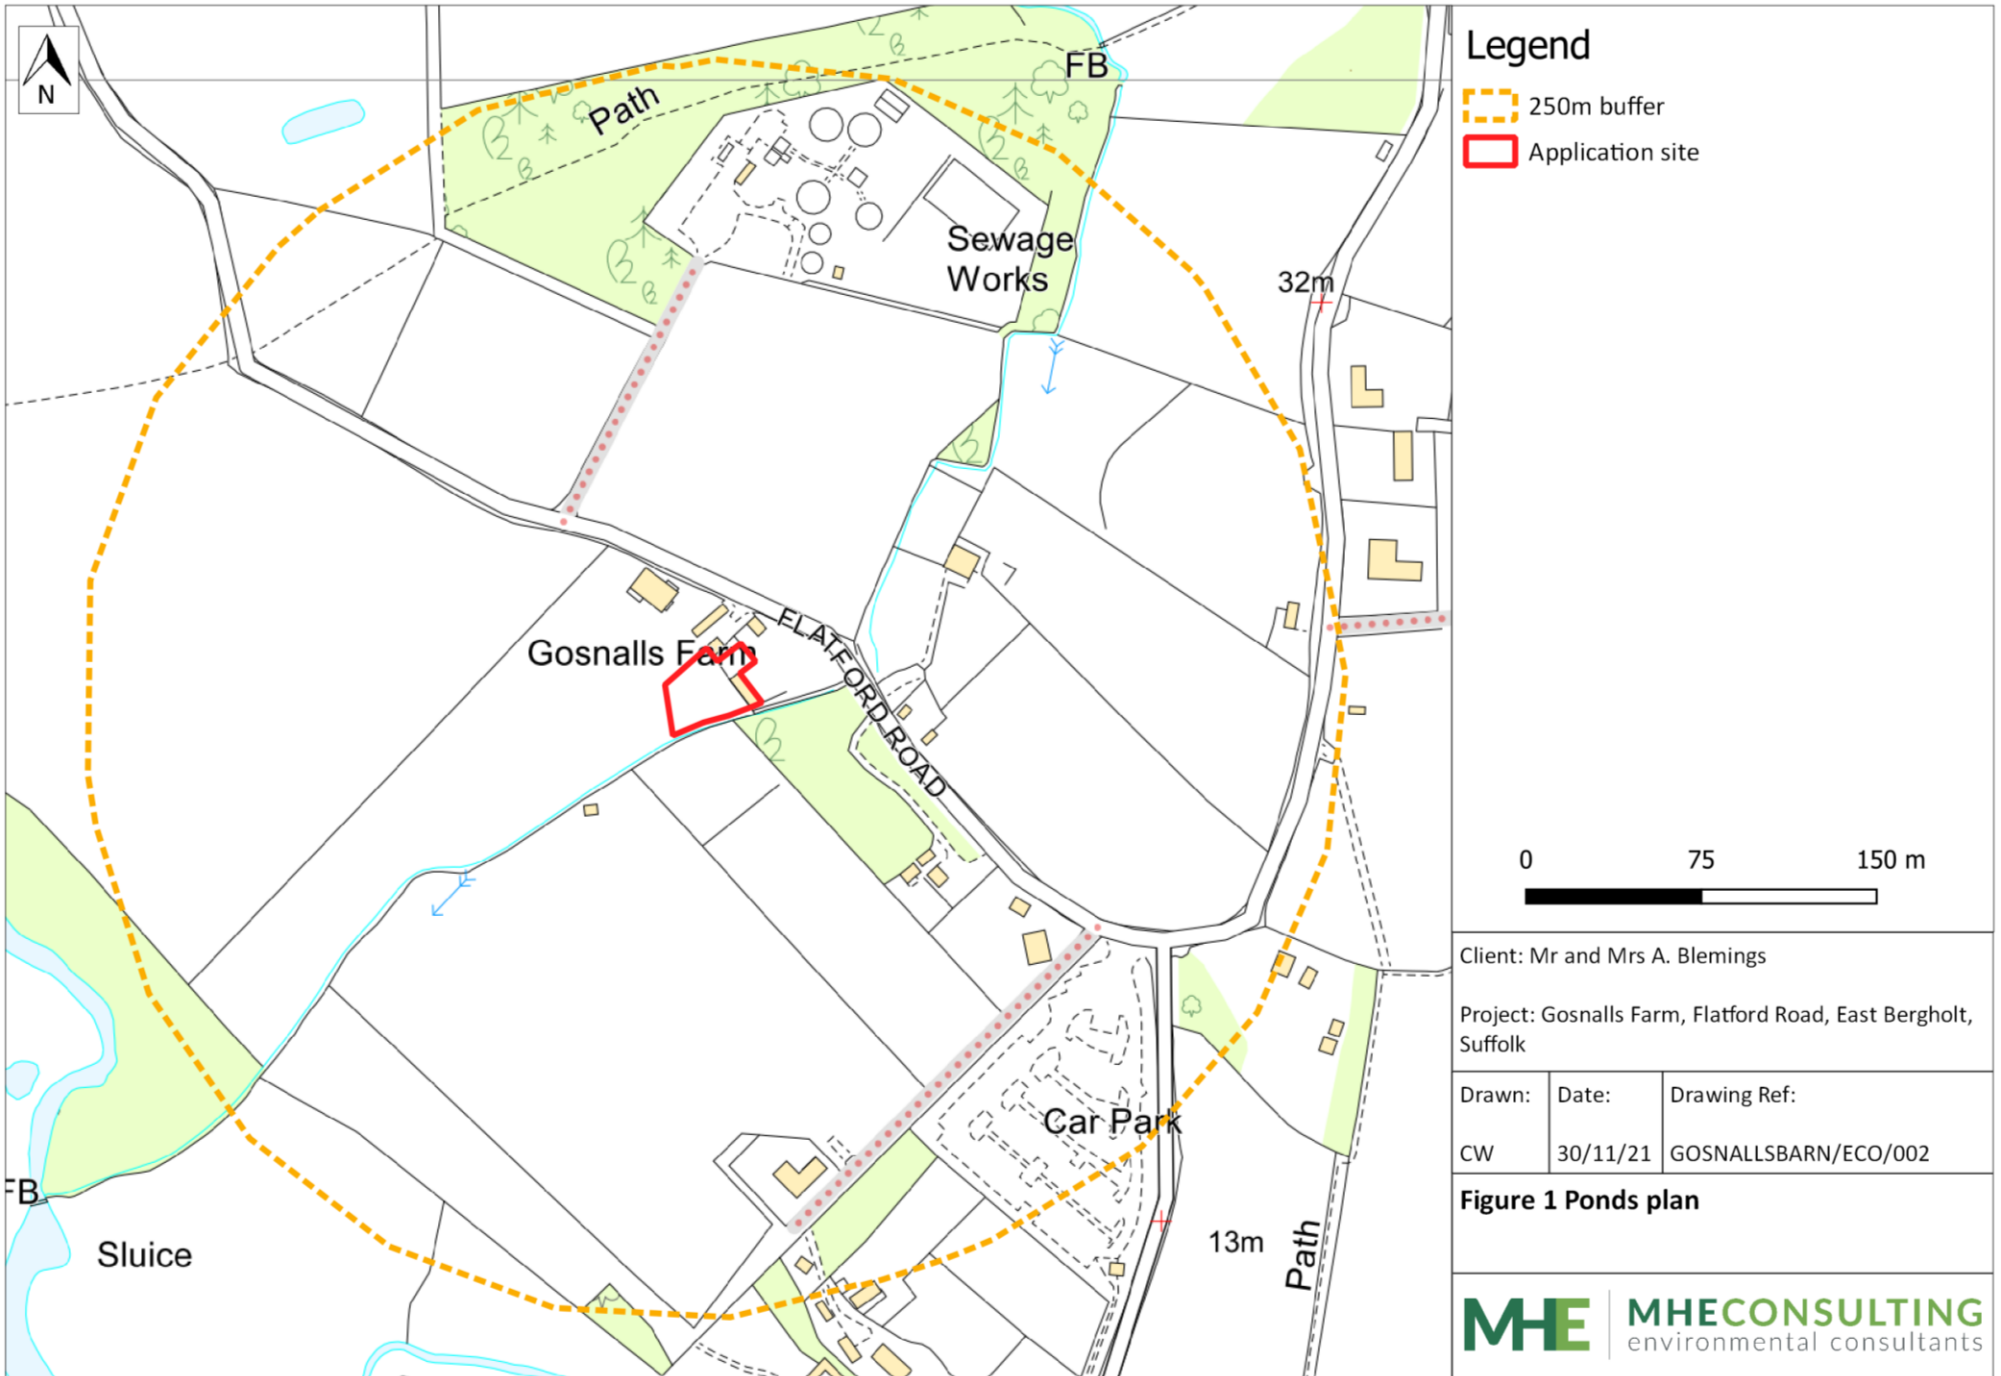 N
Path
FB
Sewage
Works
32m
Gosnalls Farm
FLATFORD ROAD
Car Park
FB
Sluice
13m
Path
Legend
250m buffer
Application site
0 75 150 m
Client: Mr and Mrs A. Blemings
Project: Gosnalls Farm, Flatford Road, East Bergholt,
Suffolk
Drawn: Date: Drawing Ref:
CW 30/11/21 GOSNALLSBARN/ECO/002
Figure 1 Ponds plan
MHE MHECONSULTING
environmental consultants